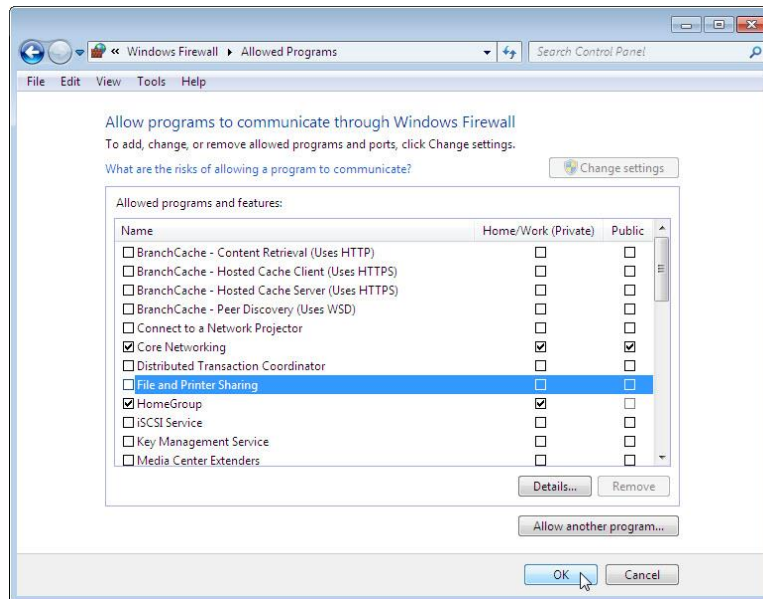 « Windows Firewall ▸ Allowed Programs
Search Control Panel
File Edit View Tools Help
Allow programs to communicate through Windows Firewall
To add, change, or remove allowed programs and ports, click Change settings.
What are the risks of allowing a program to communicate?
Change settings
Allowed programs and features:
Name Home/Work (Private) Public
BranchCache - Content Retrieval (Uses HTTP)
BranchCache - Hosted Cache Client (Uses HTTPS)
BranchCache - Hosted Cache Server (Uses HTTPS)
BranchCache - Peer Discovery (Uses WSD)
Connect to a Network Projector
Core Networking
Distributed Transaction Coordinator
File and Printer Sharing
HomeGroup
iSCSI Service
Key Management Service
Media Center Extenders
Details... Remove
Allow another program...
OK Cancel